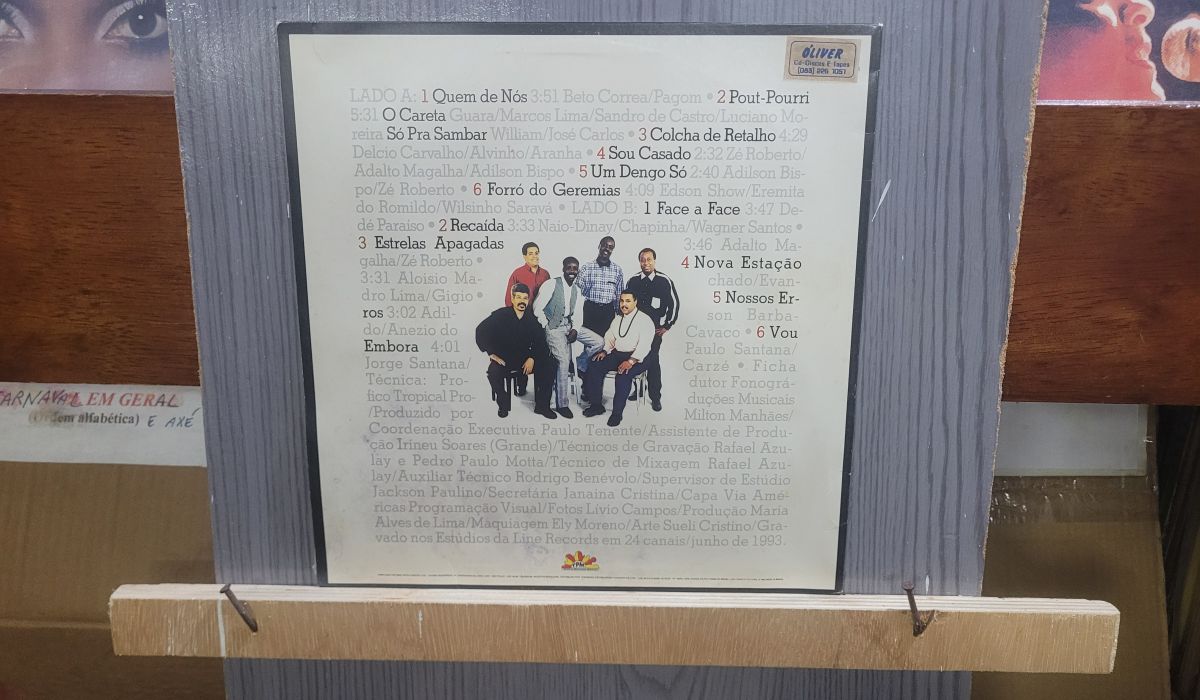 ÓLIVER
Cd-Discos E Tapes
(083) 226 7051
LADO A: 1 Quem de Nós 3:51 Beto Correa/Pagom • 2 Pout-Pourri
5:31 O Careta Guara/Marcos Lima/Sandro de Castro/Luciano Mo-
reira Só Pra Sambar William/José Carlos • 3 Colcha de Retalho 4:29
Delcio Carvalho/Alvinho/Aranha • 4 Sou Casado 2:32 Zé Roberto/
Adalto Magalha/Adilson Bispo • 5 Um Dengo Só 2:40 Adilson Bis-
po/Zé Roberto • 6 Forró do Geremias 4:09 Edson Show/Eremita
do Romildo/Wilsinho Saravá • LADO B: 1 Face a Face 3:47 De-
dé Paraiso • 2 Recaída 3:33 Naio-Dinay/Chapinha/Wagner Santos •
3 Estrelas Apagadas 3:46 Adalto Ma-
galha/Zé Roberto • 4 Nova Estação
3:31 Aloisio Ma- chado/Evan-
dro Lima/Gigio • 5 Nossos Er-
ros 3:02 Adil- son Barba-
do/Anezio do Cavaco • 6 Vou
Embora 4:01 Paulo Santana/
Jorge Santana/ Carzé • Ficha
Técnica: Pro- dutor Fonográ-
fico Tropical Pro- duções Musicais
/Produzido por Milton Manhães/
Coordenação Executiva Paulo Tenente/Assistente de Produ-
ção Irineu Soares (Grande)/Técnicos de Gravação Rafael Azu-
lay e Pedro Paulo Motta/Técnico de Mixagem Rafael Azu-
lay/Auxiliar Técnico Rodrigo Benévolo/Supervisor de Estúdio
Jackson Paulino/Secretária Janaina Cristina/Capa Via Amé-
ricas Programação Visual/Fotos Lívio Campos/Produção Maria
Alves de Lima/Maquiagem Ely Moreno/Arte Sueli Cristino/Gra-
vado nos Estúdios da Line Records em 24 canais/junho de 1993.
ARNAVAL EM GERAL
(Ordem alfabética) E AXÉ